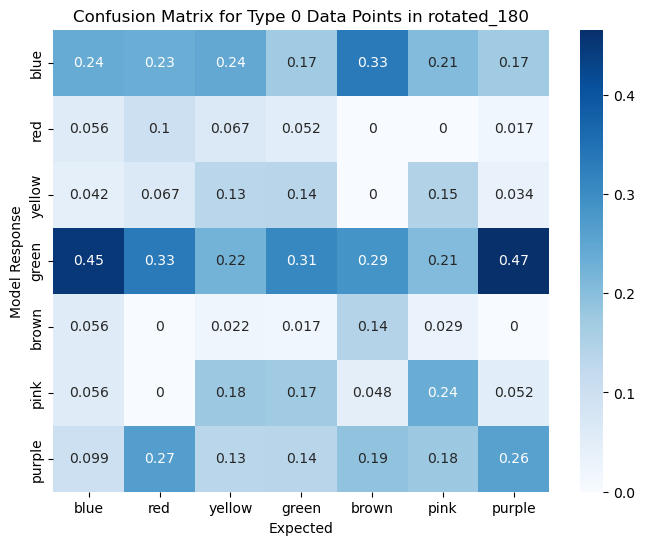 Confusion Matrix for Type 0 Data Points in rotated_180
Model Response
blue 0.24 0.23 0.24 0.17 0.33 0.21 0.17
red 0.056 0.1 0.067 0.052 0 0 0.017
yellow 0.042 0.067 0.13 0.14 0 0.15 0.034
green 0.45 0.33 0.22 0.31 0.29 0.21 0.47
brown 0.056 0 0.022 0.017 0.14 0.029 0
pink 0.056 0 0.18 0.17 0.048 0.24 0.052
purple 0.099 0.27 0.13 0.14 0.19 0.18 0.26
blue red yellow green brown pink purple
Expected
0.4
0.3
0.2
0.1
0.0